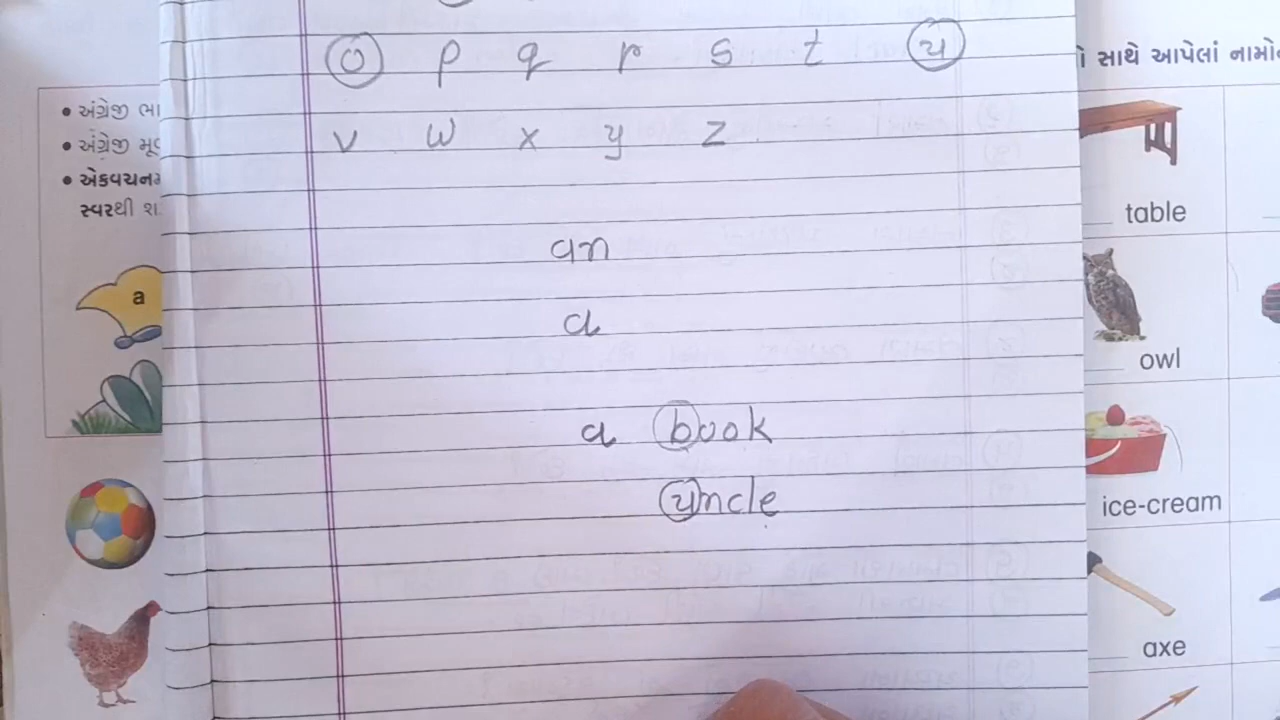 o p q r s t u
v w x y z
an
a
a book
uncle
• અંગ્રેજી ભા
• અંગ્રેજી મૂ
• એકવચન
સ્વરથી શ
a
સાથે આપેલાં નામો
table
owl
ice-cream
axe